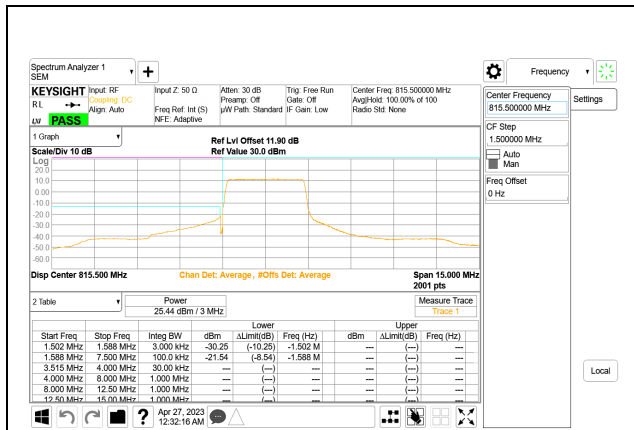 Spectrum Analyzer 1
SEM
Frequency
KEYSIGHT
R L
LXI
PASS
Input: RF
Coupling: DC
Align: Auto
Input Z: 50 Ω
Freq Ref: Int (S)
NFE: Adaptive
Atten: 30 dB
Preamp: Off
µW Path: Standard
Trig: Free Run
Gate: Off
IF Gain: Low
Center Freq: 815.500000 MHz
Avg|Hold: 100.00% of 100
Radio Std: None
Center Frequency
815.500000 MHz
Settings
CF Step
1.500000 MHz
Auto
Man
Freq Offset
0 Hz
1 Graph
Scale/Div 10 dB
Ref Lvl Offset 11.90 dB
Ref Value 30.0 dBm
Log
20.0
10.0
0.00
-10.0
-20.0
-30.0
-40.0
-50.0
-60.0
Disp Center 815.500 MHz
Chan Det: Average, #Offs Det: Average
Span 15.000 MHz
2001 pts
2 Table
Power
25.44 dBm / 3 MHz
Measure Trace
Trace 1
Lower Upper
Start Freq Stop Freq Integ BW dBm ΔLimit(dB) Freq (Hz) dBm ΔLimit(dB) Freq (Hz)
1.502 MHz 1.588 MHz 3.000 kHz -30.25 (-10.25) -1.502 M --- (---) ---
1.588 MHz 7.500 MHz 100.0 kHz -21.54 (-8.54) -1.588 M --- (---) ---
3.515 MHz 4.000 MHz 30.00 kHz --- (---) --- --- (---) ---
4.000 MHz 8.000 MHz 1.000 MHz --- (---) --- --- (---) ---
8.000 MHz 12.50 MHz 1.000 MHz --- (---) --- --- (---) ---
12.50 MHz 15.00 MHz 1.000 MHz --- (---) --- --- (---) ---
Local
? Apr 27, 2023
12:32:16 AM